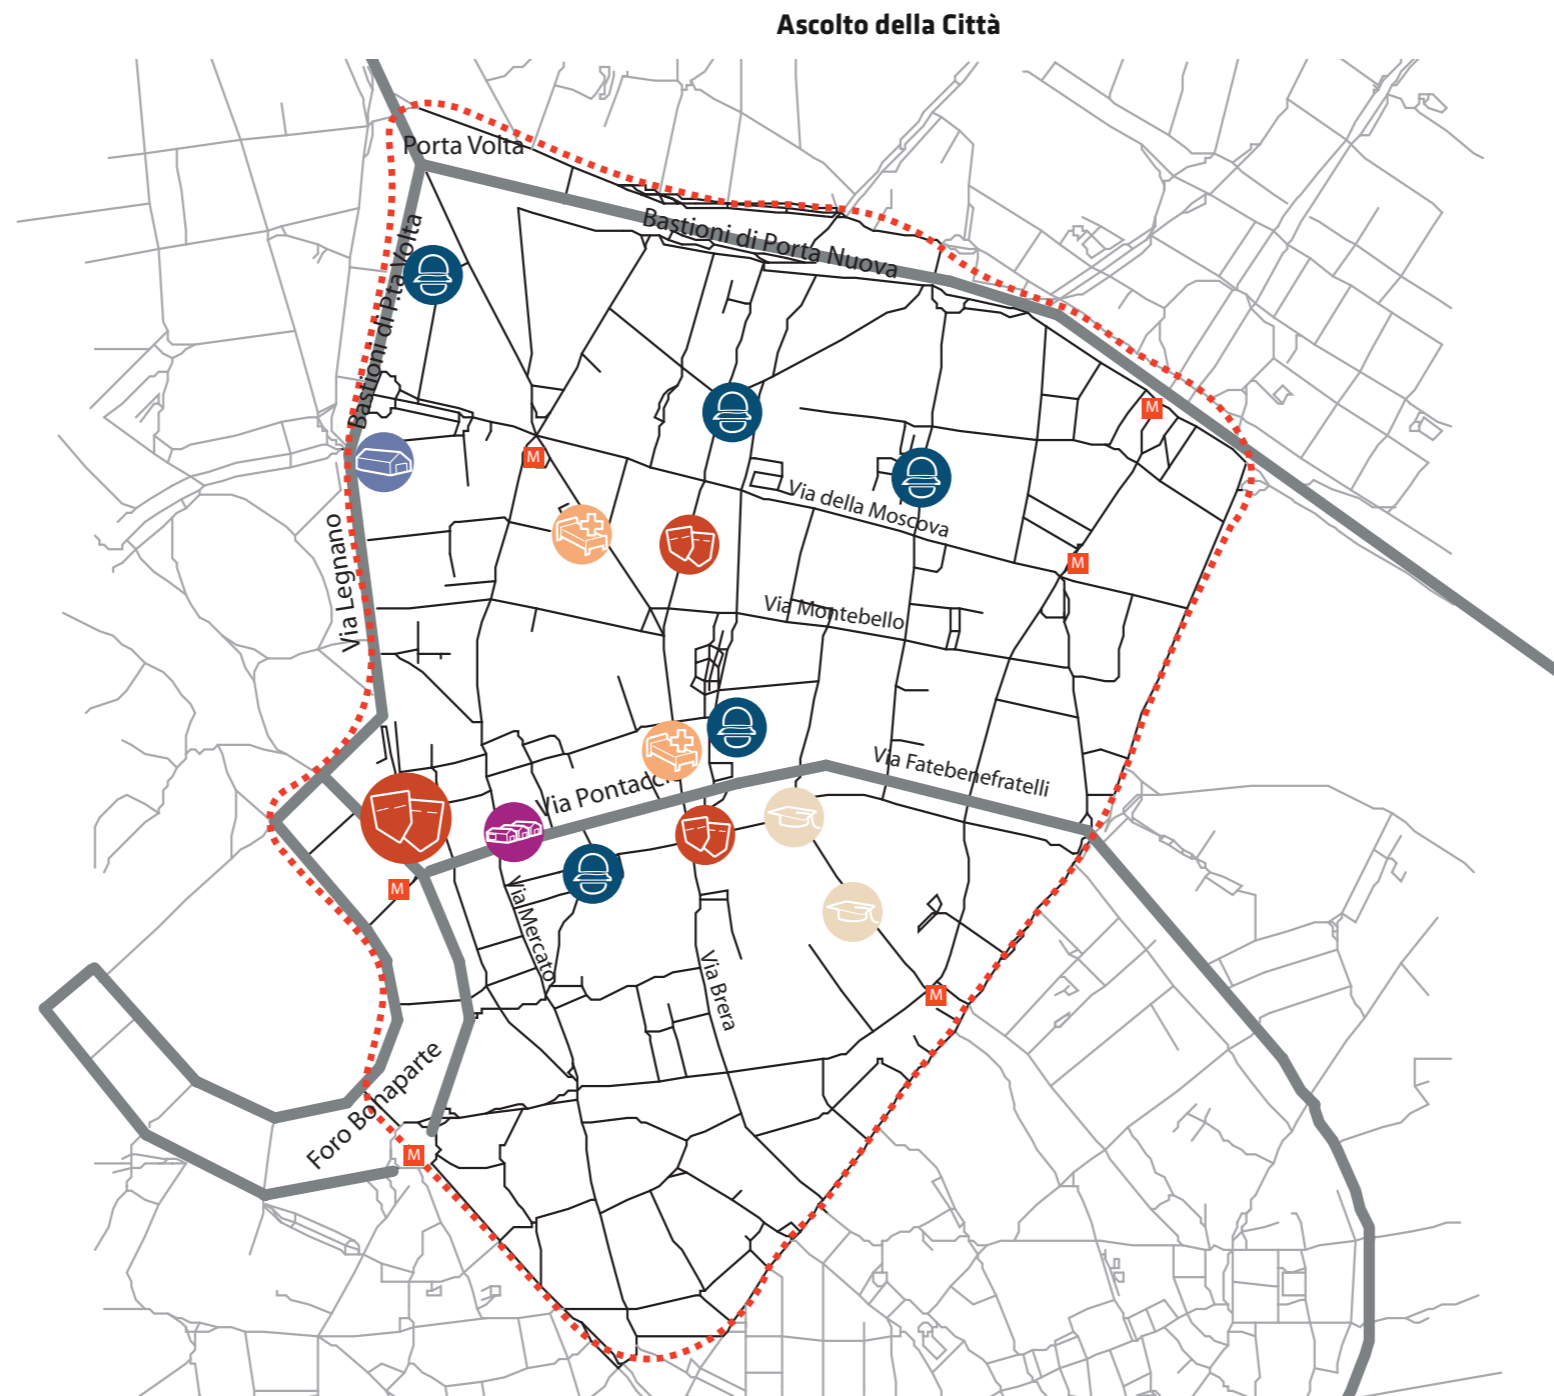 Ascolto della Città
Porta Volta
Bastioni di Porta Nuova
Bastioni di P.ta Volta
M
M
Via della Moscova
Via Legnano
M
Via Montebello
Via Fatebenefratelli
Via Pontacci
M
Via Mercato
Via Brera
M
Foro Bonaparte
M